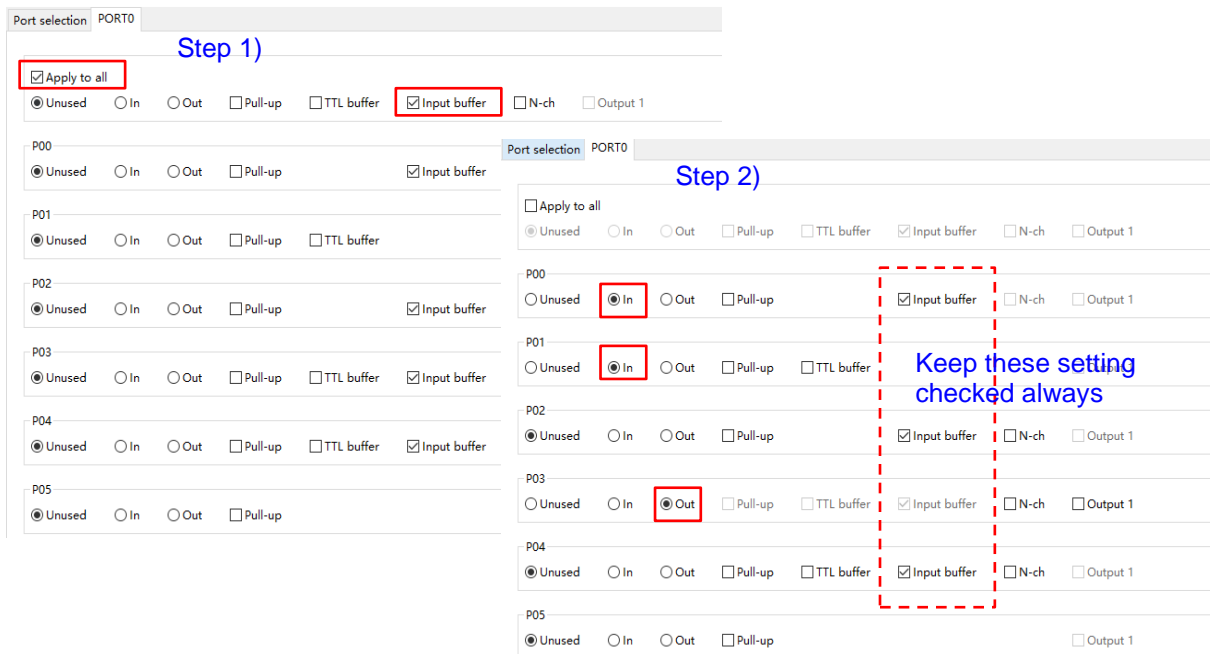 Port selection PORT0
Step 1)
Apply to all
Unused In Out Pull-up TTL buffer Input buffer N-ch Output 1
P00
Unused In Out Pull-up Input buffer
P01
Unused In Out Pull-up TTL buffer
P02
Unused In Out Pull-up Input buffer
P03
Unused In Out Pull-up TTL buffer Input buffer
P04
Unused In Out Pull-up TTL buffer Input buffer
P05
Unused In Out Pull-up
Port selection PORT0
Step 2)
Apply to all
Unused In Out Pull-up TTL buffer Input buffer N-ch Output 1
P00
Unused In Out Pull-up Input buffer N-ch Output 1
P01
Unused In Out Pull-up TTL buffer Output 1
Keep these setting
checked always
P02
Unused In Out Pull-up Input buffer N-ch Output 1
P03
Unused In Out Pull-up TTL buffer Input buffer N-ch Output 1
P04
Unused In Out Pull-up TTL buffer Input buffer N-ch Output 1
P05
Unused In Out Pull-up Output 1